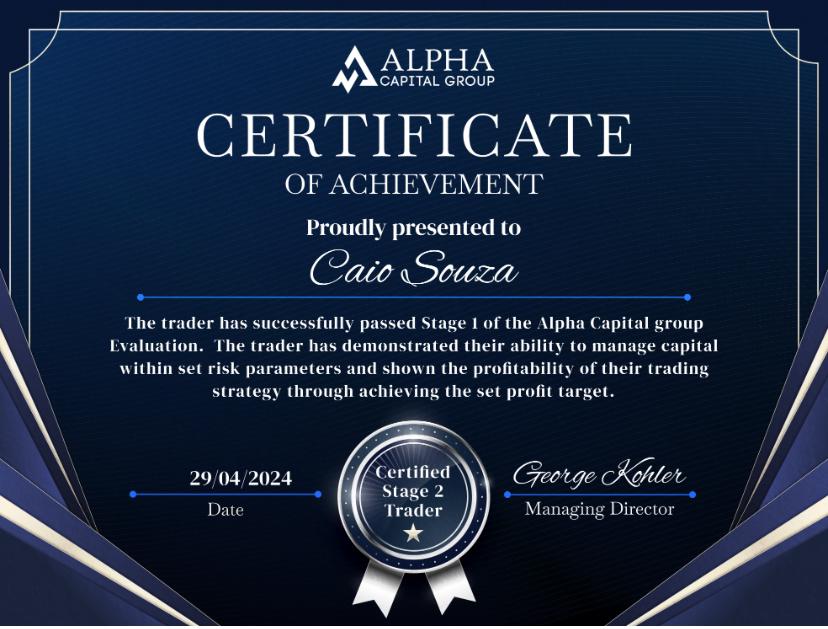 ALPHA
CAPITAL GROUP
CERTIFICATE
OF ACHIEVEMENT
Proudly presented to
Caio Souza
The trader has successfully passed Stage 1 of the Alpha Capital group
Evaluation. The trader has demonstrated their ability to manage capital
within set risk parameters and shown the profitability of their trading
strategy through achieving the set profit target.
29/04/2024
Date
Certified
Stage 2
Trader
George Kohler
Managing Director